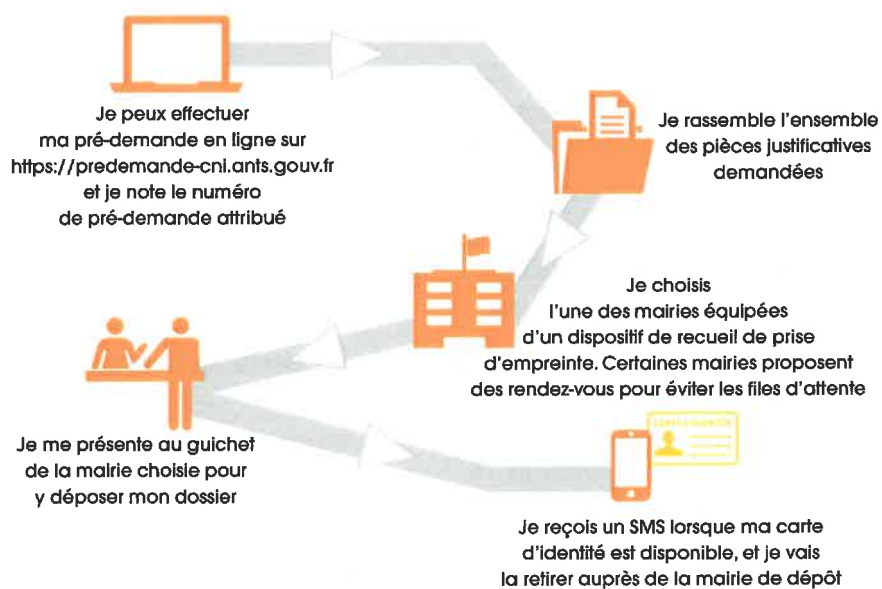 Je peux effectuer
ma pré-demande en ligne sur
https://predemande-cni.ants.gouv.fr
et je note le numéro
de pré-demande attribué
Je rassemble l'ensemble
des pièces justificatives
demandées
Je choisis
l'une des mairies équipées
d'un dispositif de recueil de prise
d'empreinte. Certaines mairies proposent
des rendez-vous pour éviter les files d'attente
Je me présente au guichet
de la mairie choisie pour
y déposer mon dossier
Je reçois un SMS lorsque ma carte
d'identité est disponible, et je vais
la retirer auprès de la mairie de dépôt